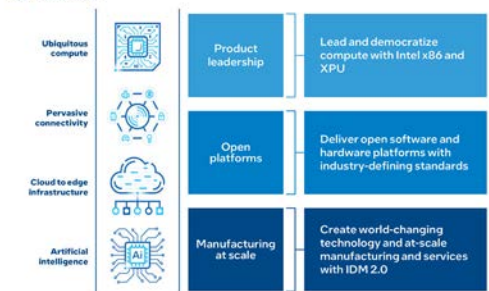 Ubiquitous
compute
Product
leadership
Lead and democratize
compute with Intel x86 and
XPU
Pervasive
connectivity
Open
platforms
Deliver open software and
hardware platforms with
industry-defining standards
Cloud to edge
infrastructure
Artificial
intelligence
Ai
Manufacturing
at scale
Create world-changing
technology and at-scale
manufacturing and services
with IDM 2.0